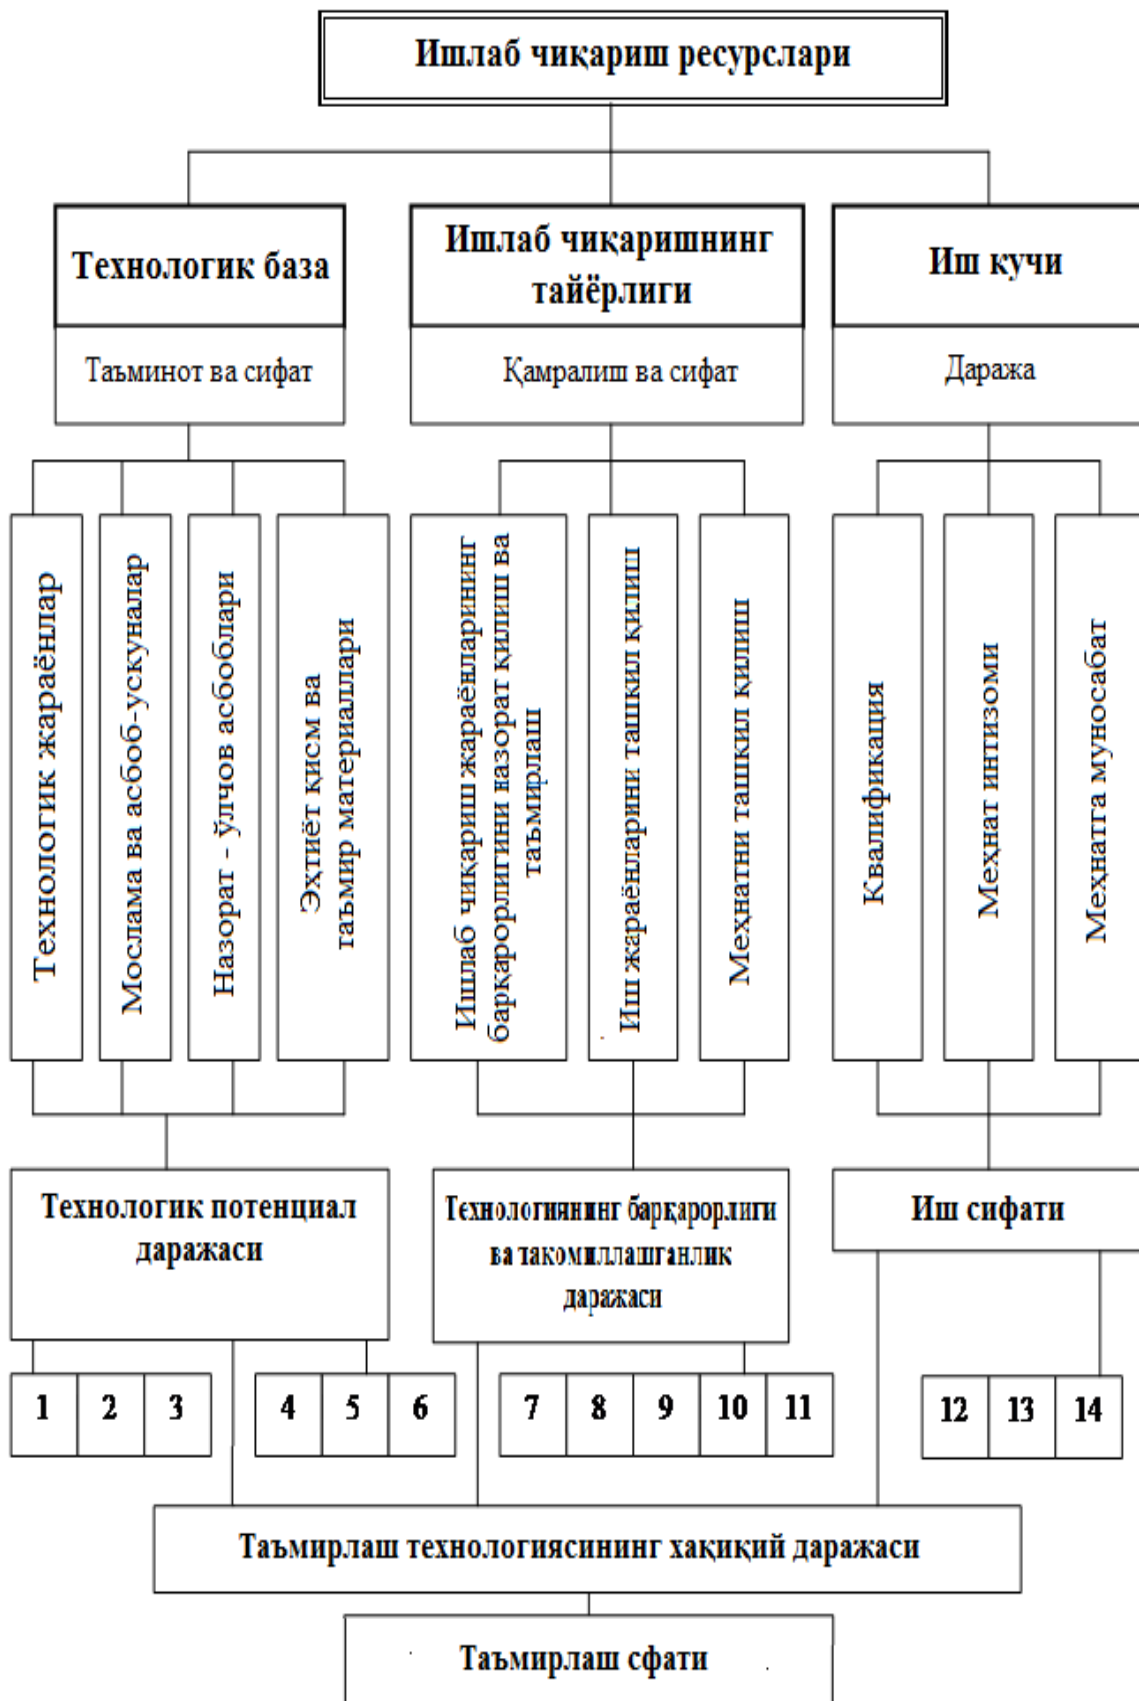 Ишлаб чиқариш ресурслари
Технологик база
Таъминот ва сифат
Ишлаб чиқаришнинг
тайёрлиги
Қамралиш ва сифат
Иш кучи
Даража
Технологик жараёнлар
Мослама ва асбоб-ускуналар
Назорат - ўлчов асбоблари
Эҳтиёт қисм ва
таъмир материаллари
Ишлаб чиқариш жараёнларининг
барқарорлигини назорат қилиш ва
таъмирлаш
Иш жараёнларини ташкил қилиш
Меҳнатни ташкил қилиш
Квалификация
Меҳнат интизоми
Меҳнатга муносабат
Технологик потенциал
даражаси
Технологиянинг барқарорлиги
ва такомиллашганлик
даражаси
Иш сифати
1 2 3 4 5 6 7 8 9 10 11 12 13 14
Таъмирлаш технологиясининг хақиқий даражаси
Таъмирлаш сфати